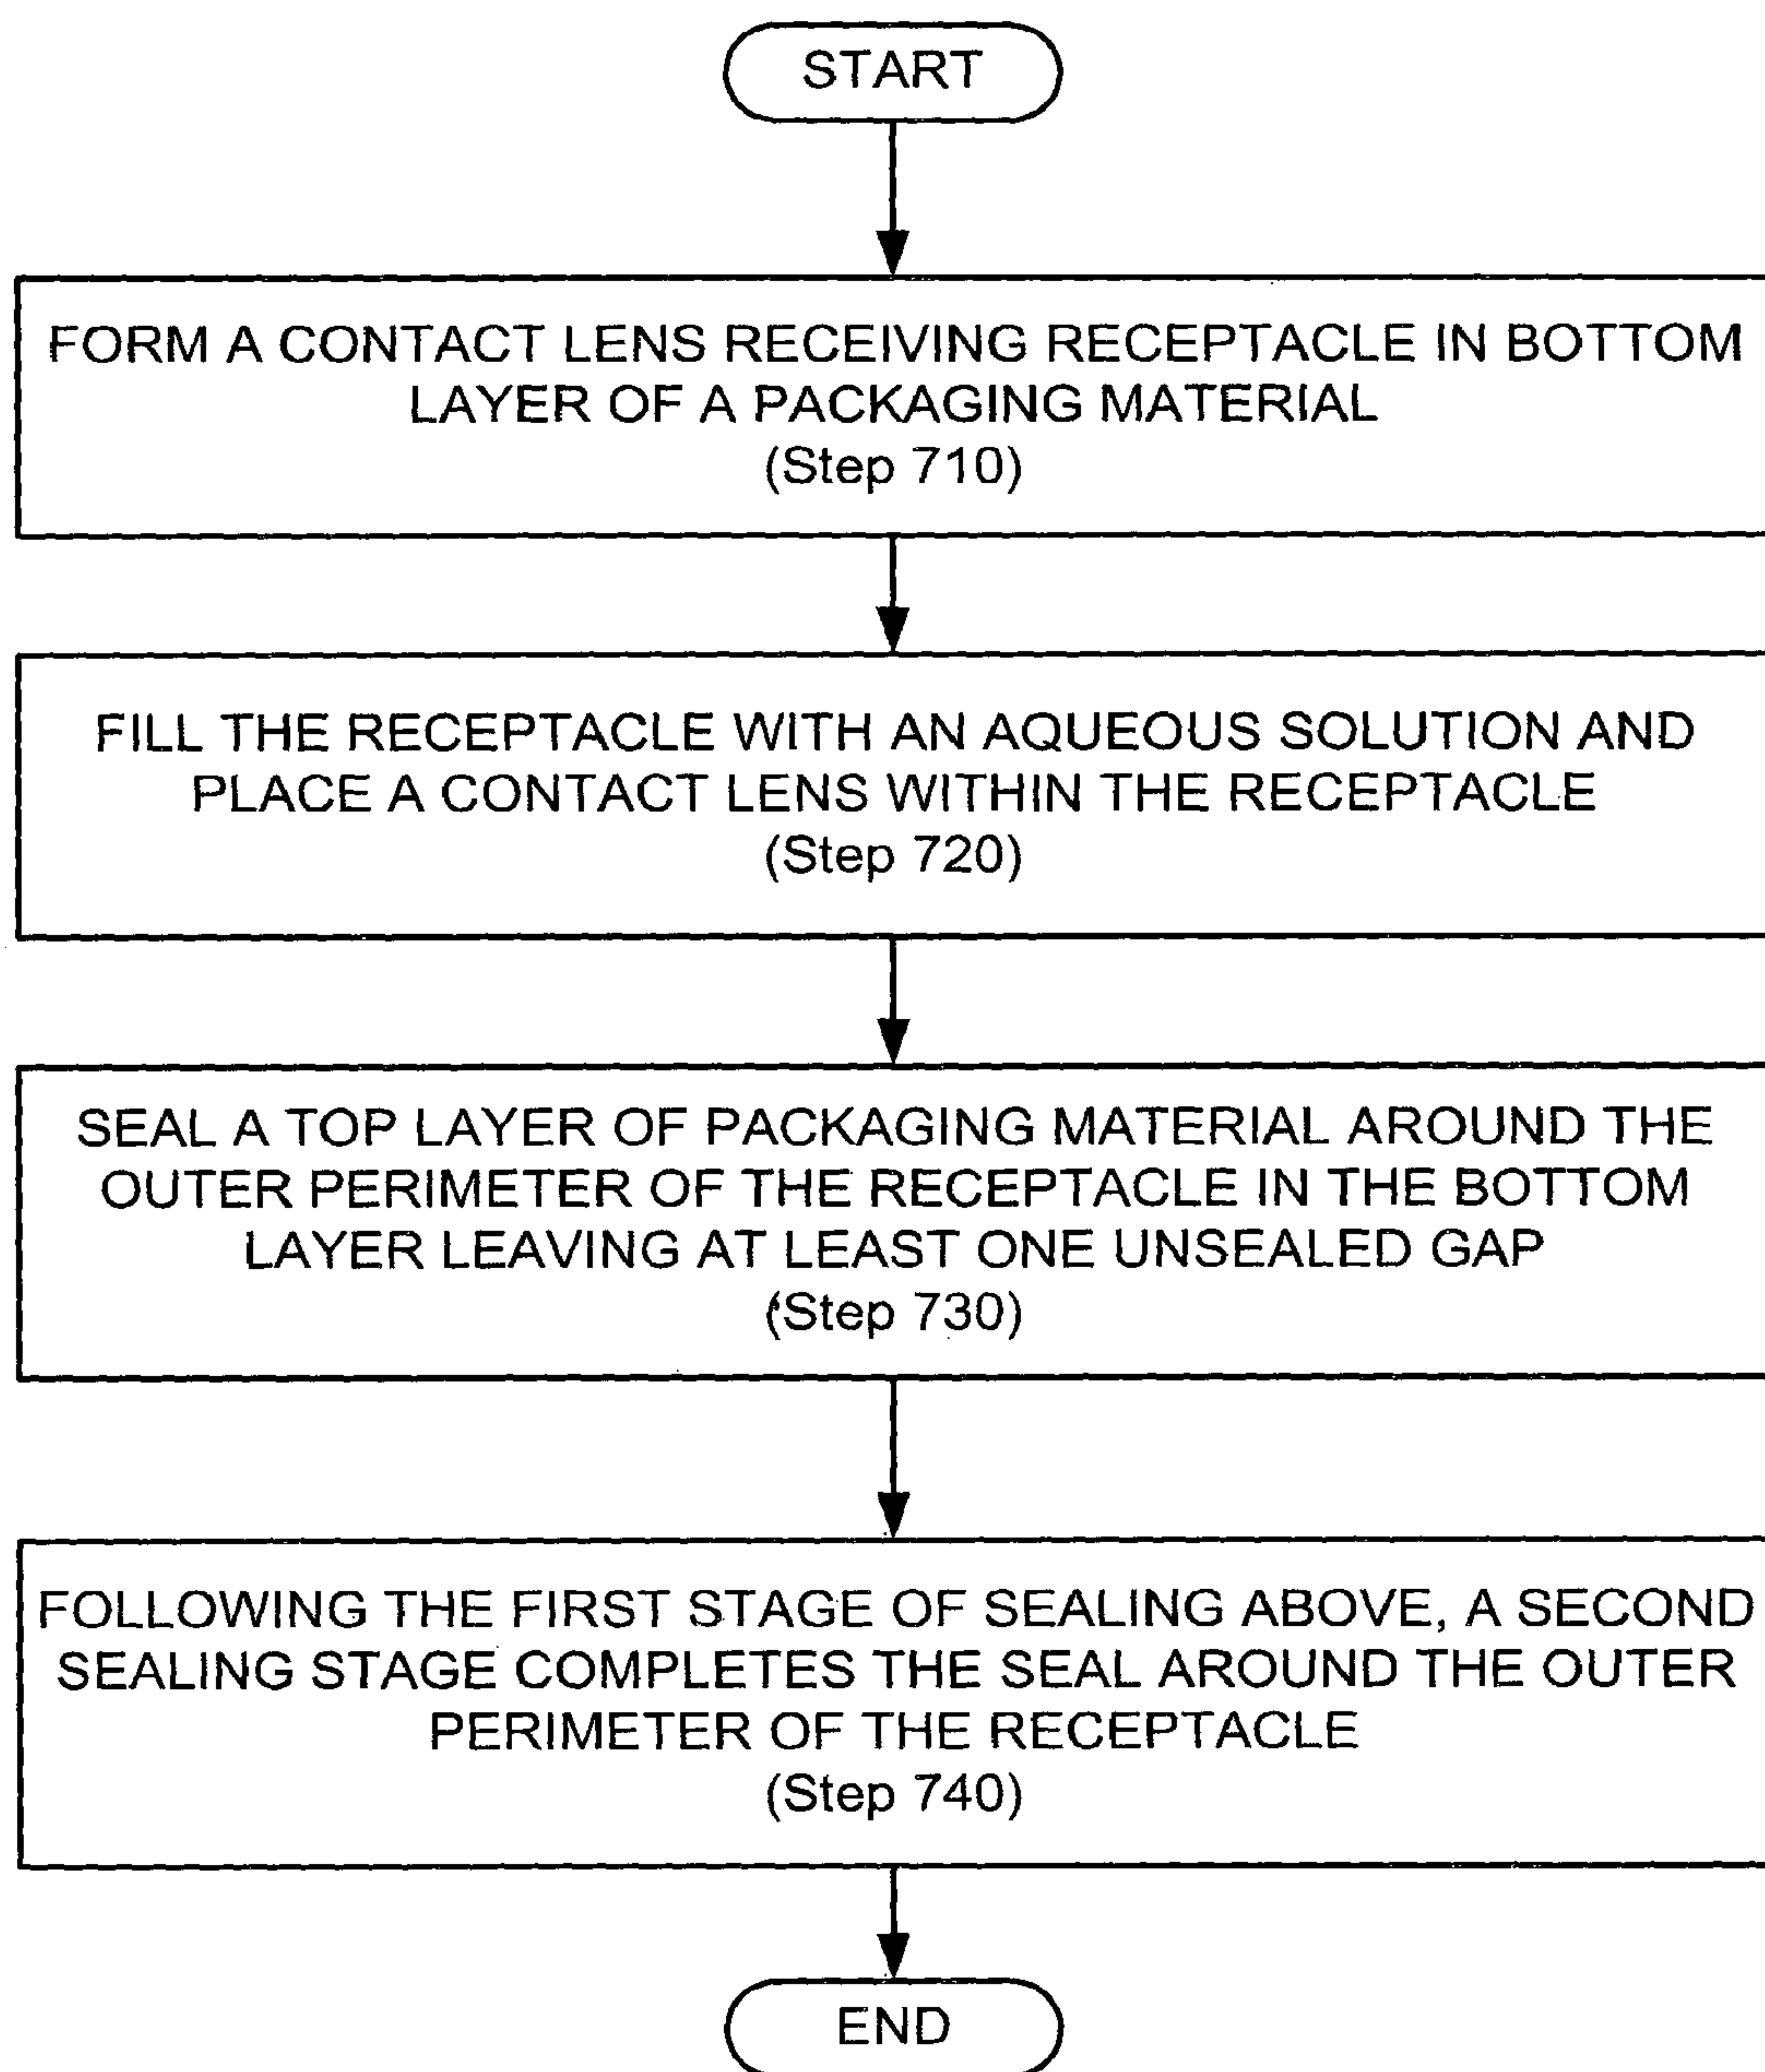 START
FORM A CONTACT LENS RECEIVING RECEPTACLE IN BOTTOM
LAYER OF A PACKAGING MATERIAL
(Step 710)
FILL THE RECEPTACLE WITH AN AQUEOUS SOLUTION AND
PLACE A CONTACT LENS WITHIN THE RECEPTACLE
(Step 720)
SEAL A TOP LAYER OF PACKAGING MATERIAL AROUND THE
OUTER PERIMETER OF THE RECEPTACLE IN THE BOTTOM
LAYER LEAVING AT LEAST ONE UNSEALED GAP
(Step 730)
FOLLOWING THE FIRST STAGE OF SEALING ABOVE, A SECOND
SEALING STAGE COMPLETES THE SEAL AROUND THE OUTER
PERIMETER OF THE RECEPTACLE
(Step 740)
END